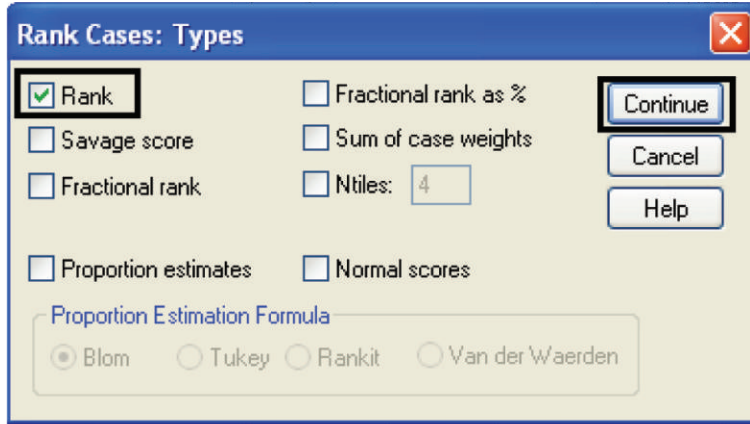 Rank Cases: Types
Rank
Fractional rank as %
Continue
Savage score
Sum of case weights
Cancel
Fractional rank
Ntiles: 4
Help
Proportion estimates
Normal scores
Proportion Estimation Formula
Blom
Tukey
Rankit
Van der Waerden